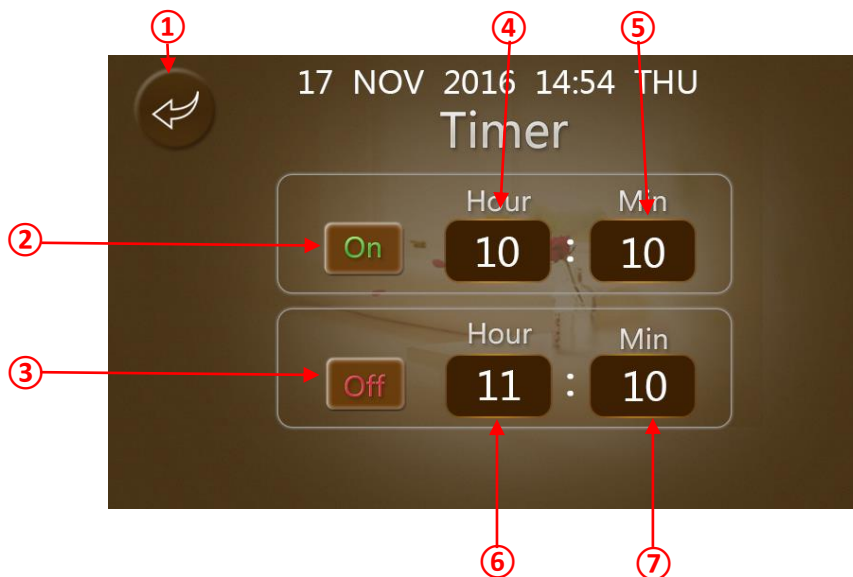 ① ④ ⑤
17 NOV 2016 14:54 THU
Timer
Hour Min
② On 10 : 10
Hour Min
③ Off 11 : 10
⑥ ⑦